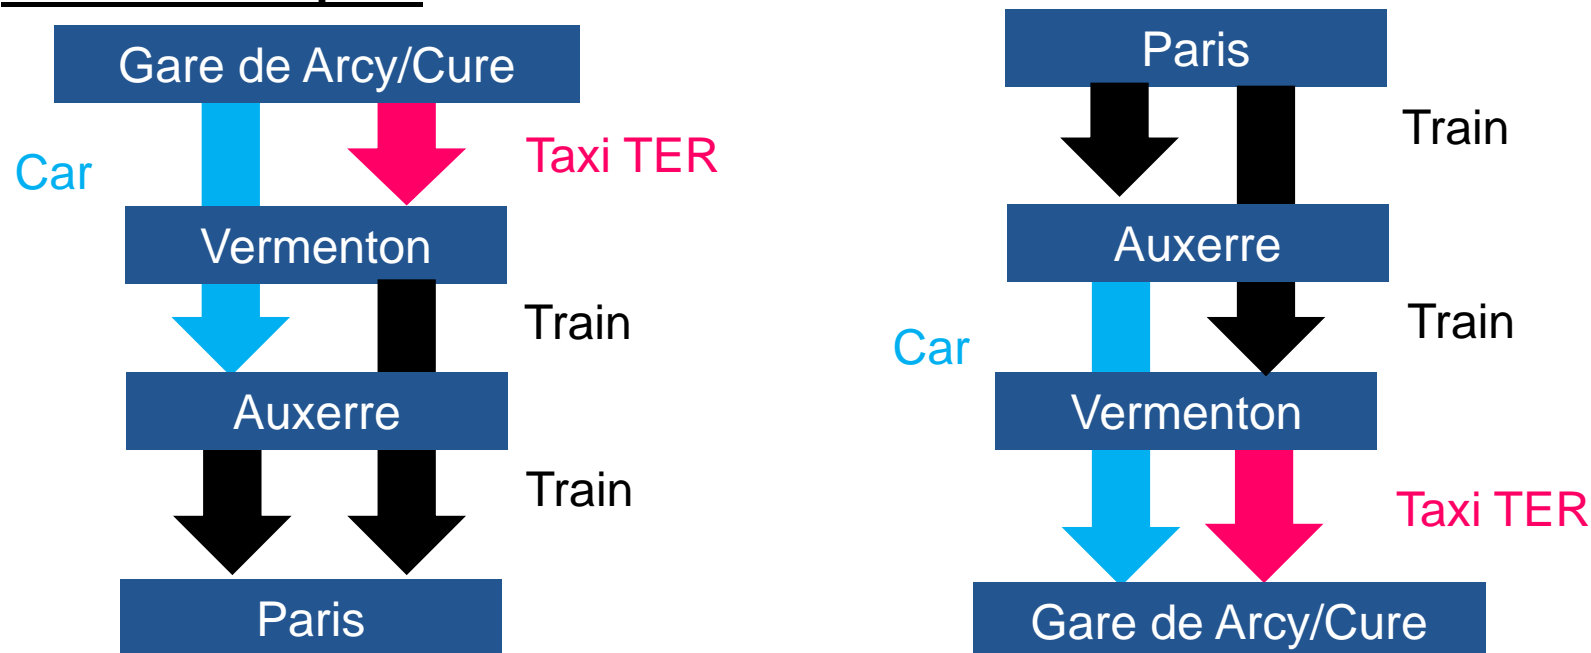 Gare de Arcy/Cure
Car
Taxi TER
Vermenton
Train
Auxerre
Train
Paris
Paris
Train
Auxerre
Car
Train
Vermenton
Taxi TER
Gare de Arcy/Cure